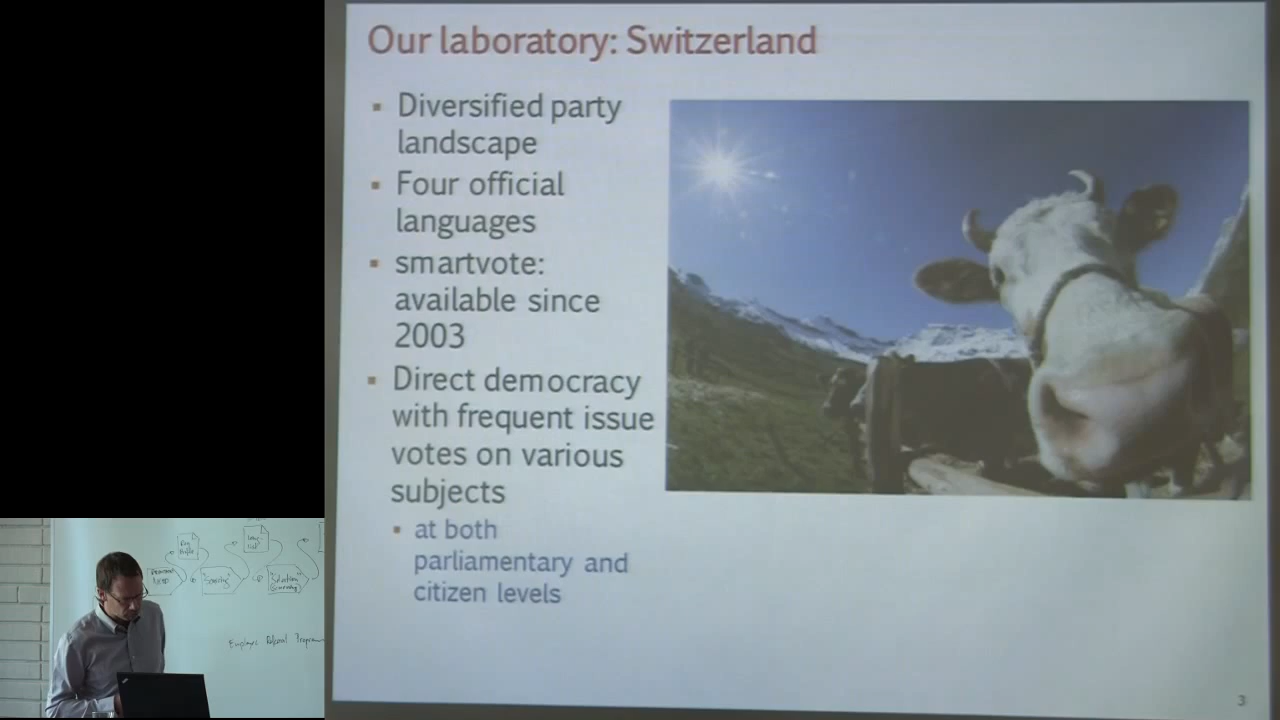 Our laboratory: Switzerland
▪ Diversified party
landscape
▪ Four official
languages
▪ smartvote:
available since
2003
▪ Direct democracy
with frequent issue
votes on various
subjects
▪ at both
parliamentary and
citizen levels
3